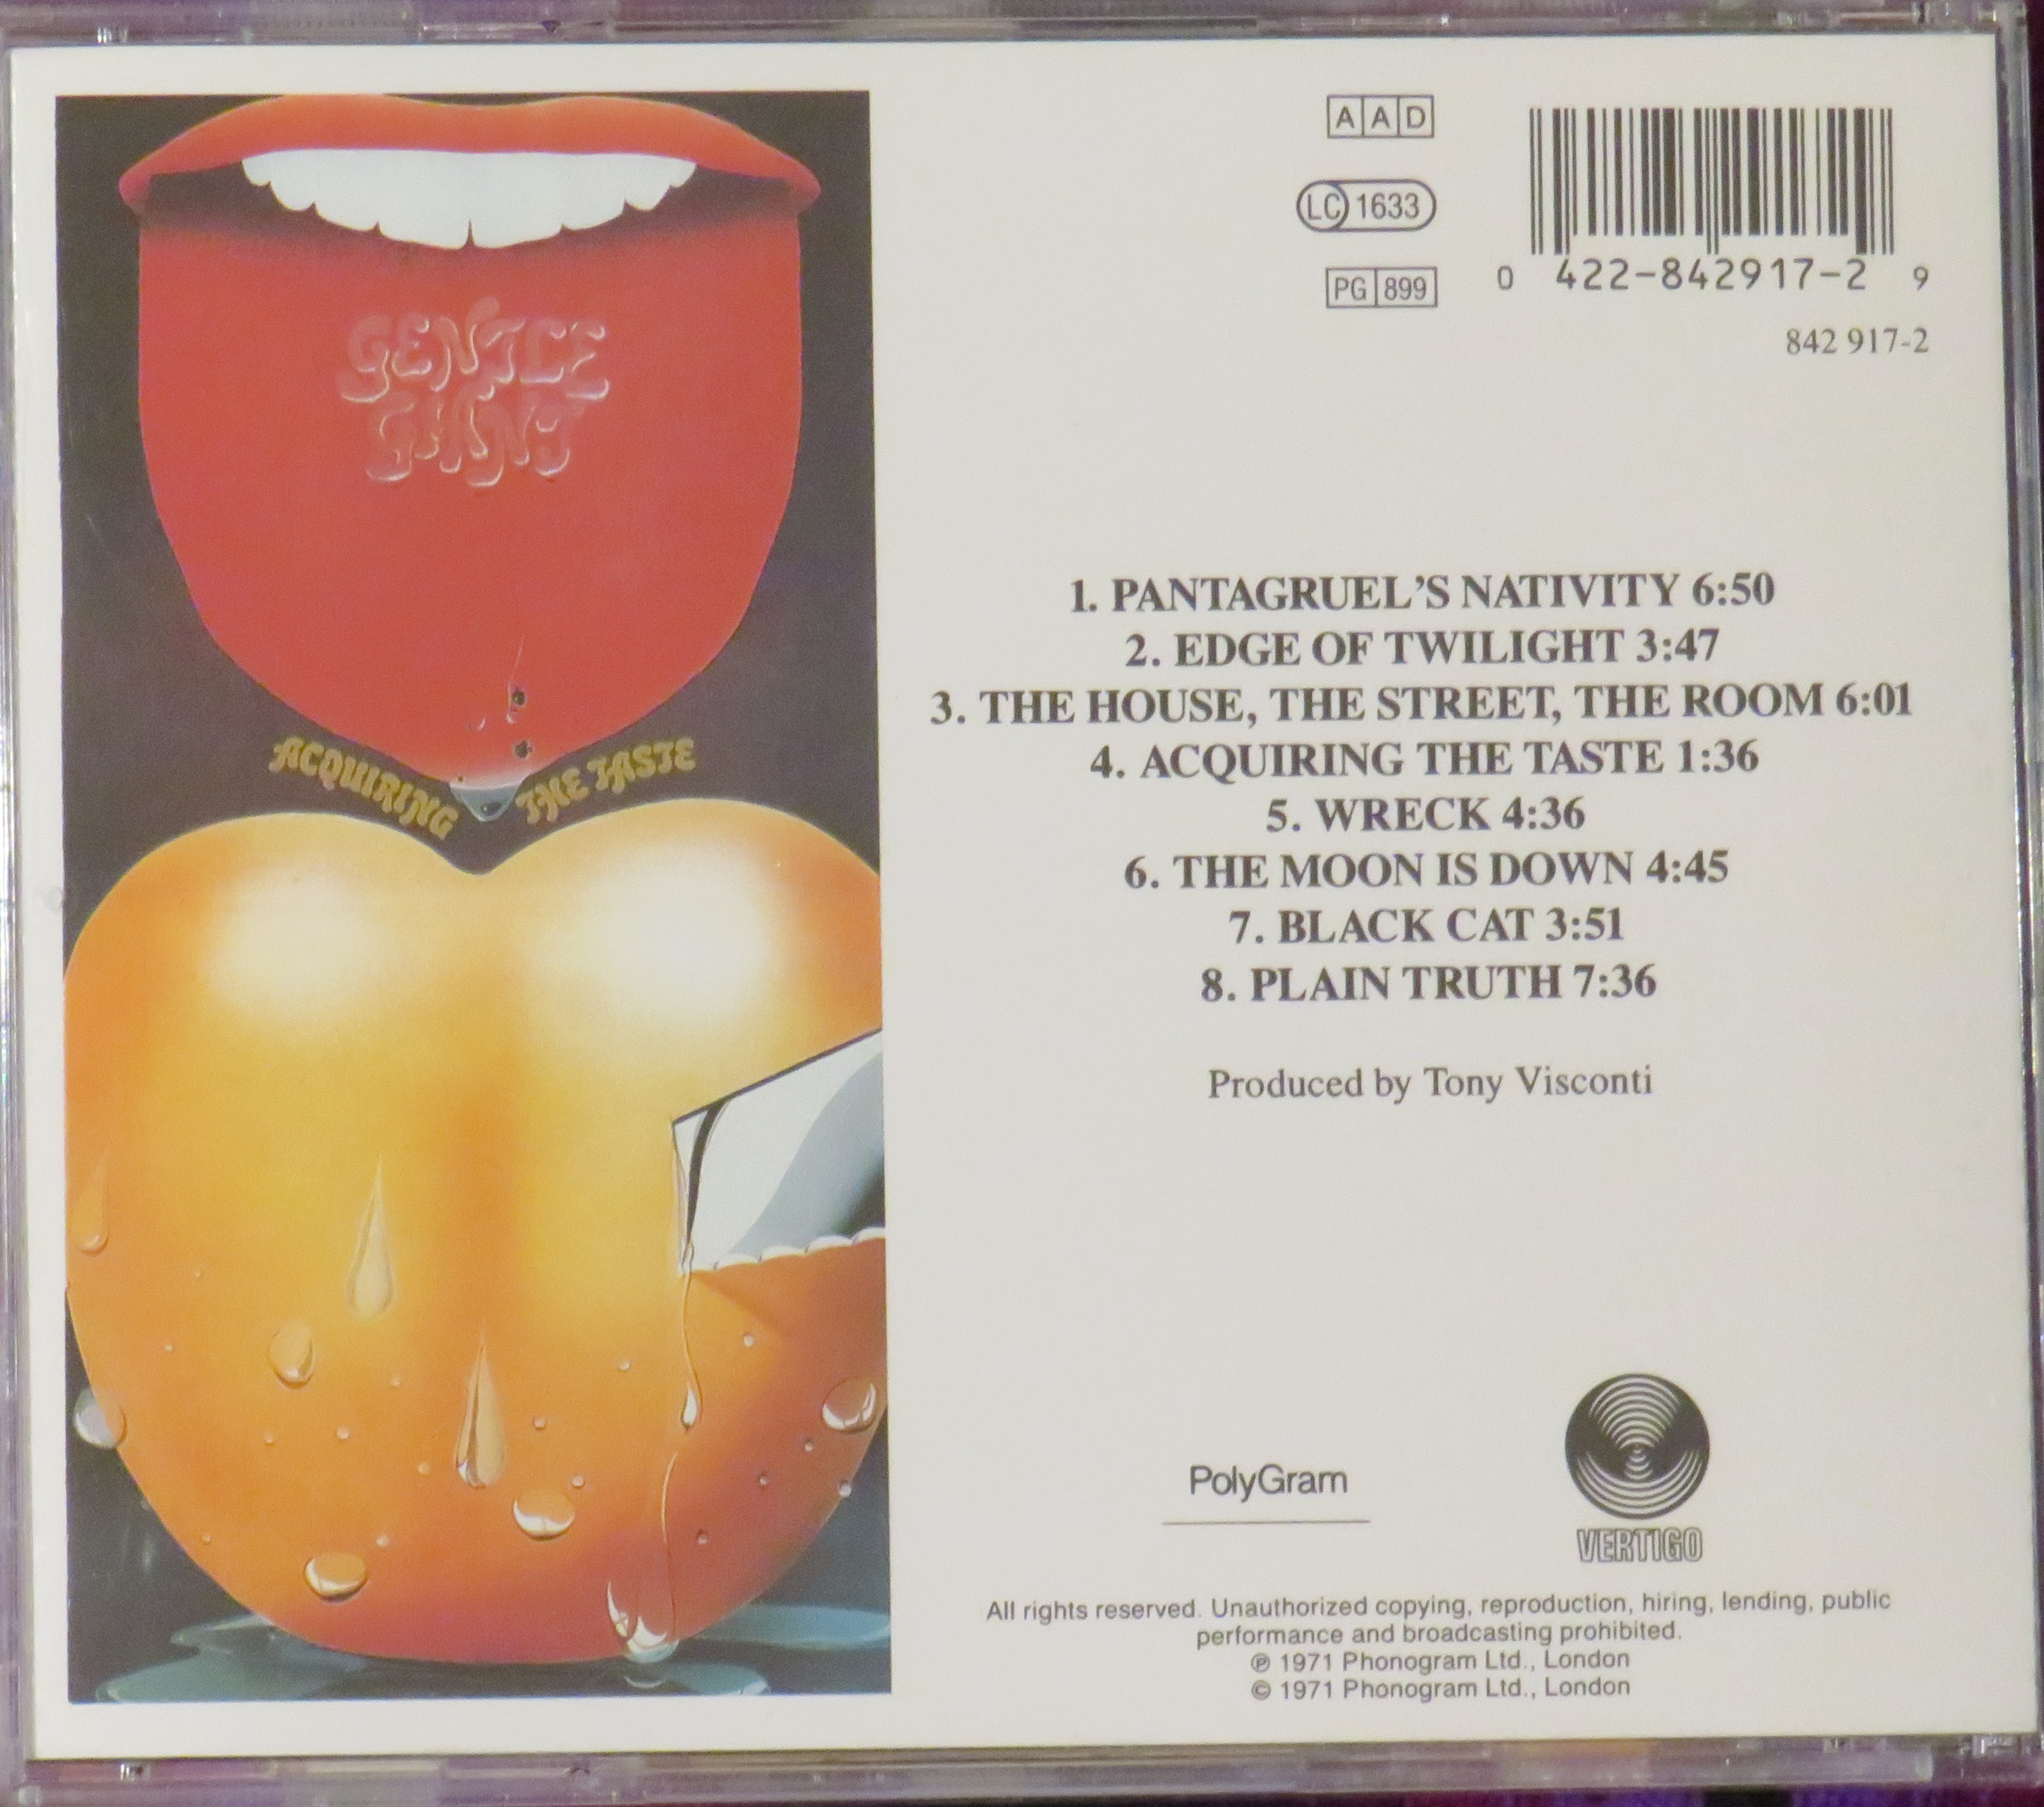 GENTLE
GIANT
ACQUIRING THE TASTE
AAD
LC 1633
PG 899
0 422-842917-2 9
842 917-2
1. PANTAGRUEL'S NATIVITY 6:50
2. EDGE OF TWILIGHT 3:47
3. THE HOUSE, THE STREET, THE ROOM 6:01
4. ACQUIRING THE TASTE 1:36
5. WRECK 4:36
6. THE MOON IS DOWN 4:45
7. BLACK CAT 3:51
8. PLAIN TRUTH 7:36
Produced by Tony Visconti
PolyGram
VERTIGO
All rights reserved. Unauthorized copying, reproduction, hiring, lending, public
performance and broadcasting prohibited.
℗ 1971 Phonogram Ltd., London
© 1971 Phonogram Ltd., London